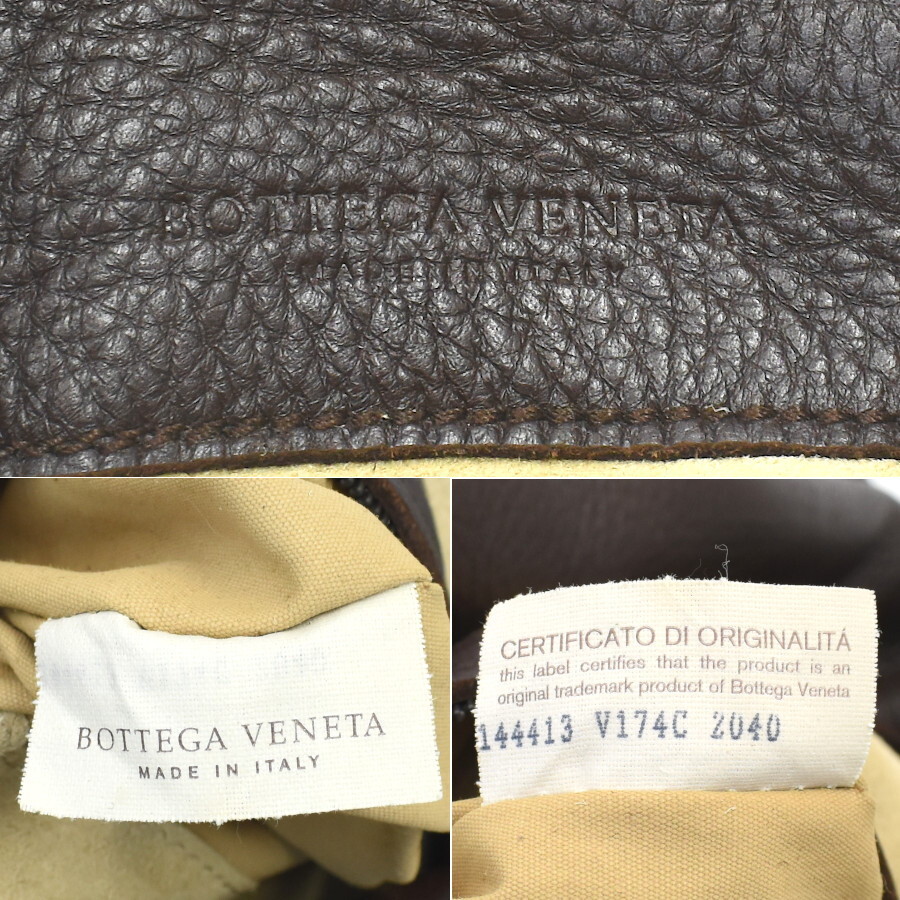 BOTTEGA VENETA
MADE IN ITALY
BOTTEGA VENETA
MADE IN ITALY
CERTIFICATO DI ORIGINALITÁ
this label certifies that the product is an
original trademark product of Bottega Veneta
144413 V174C 2040